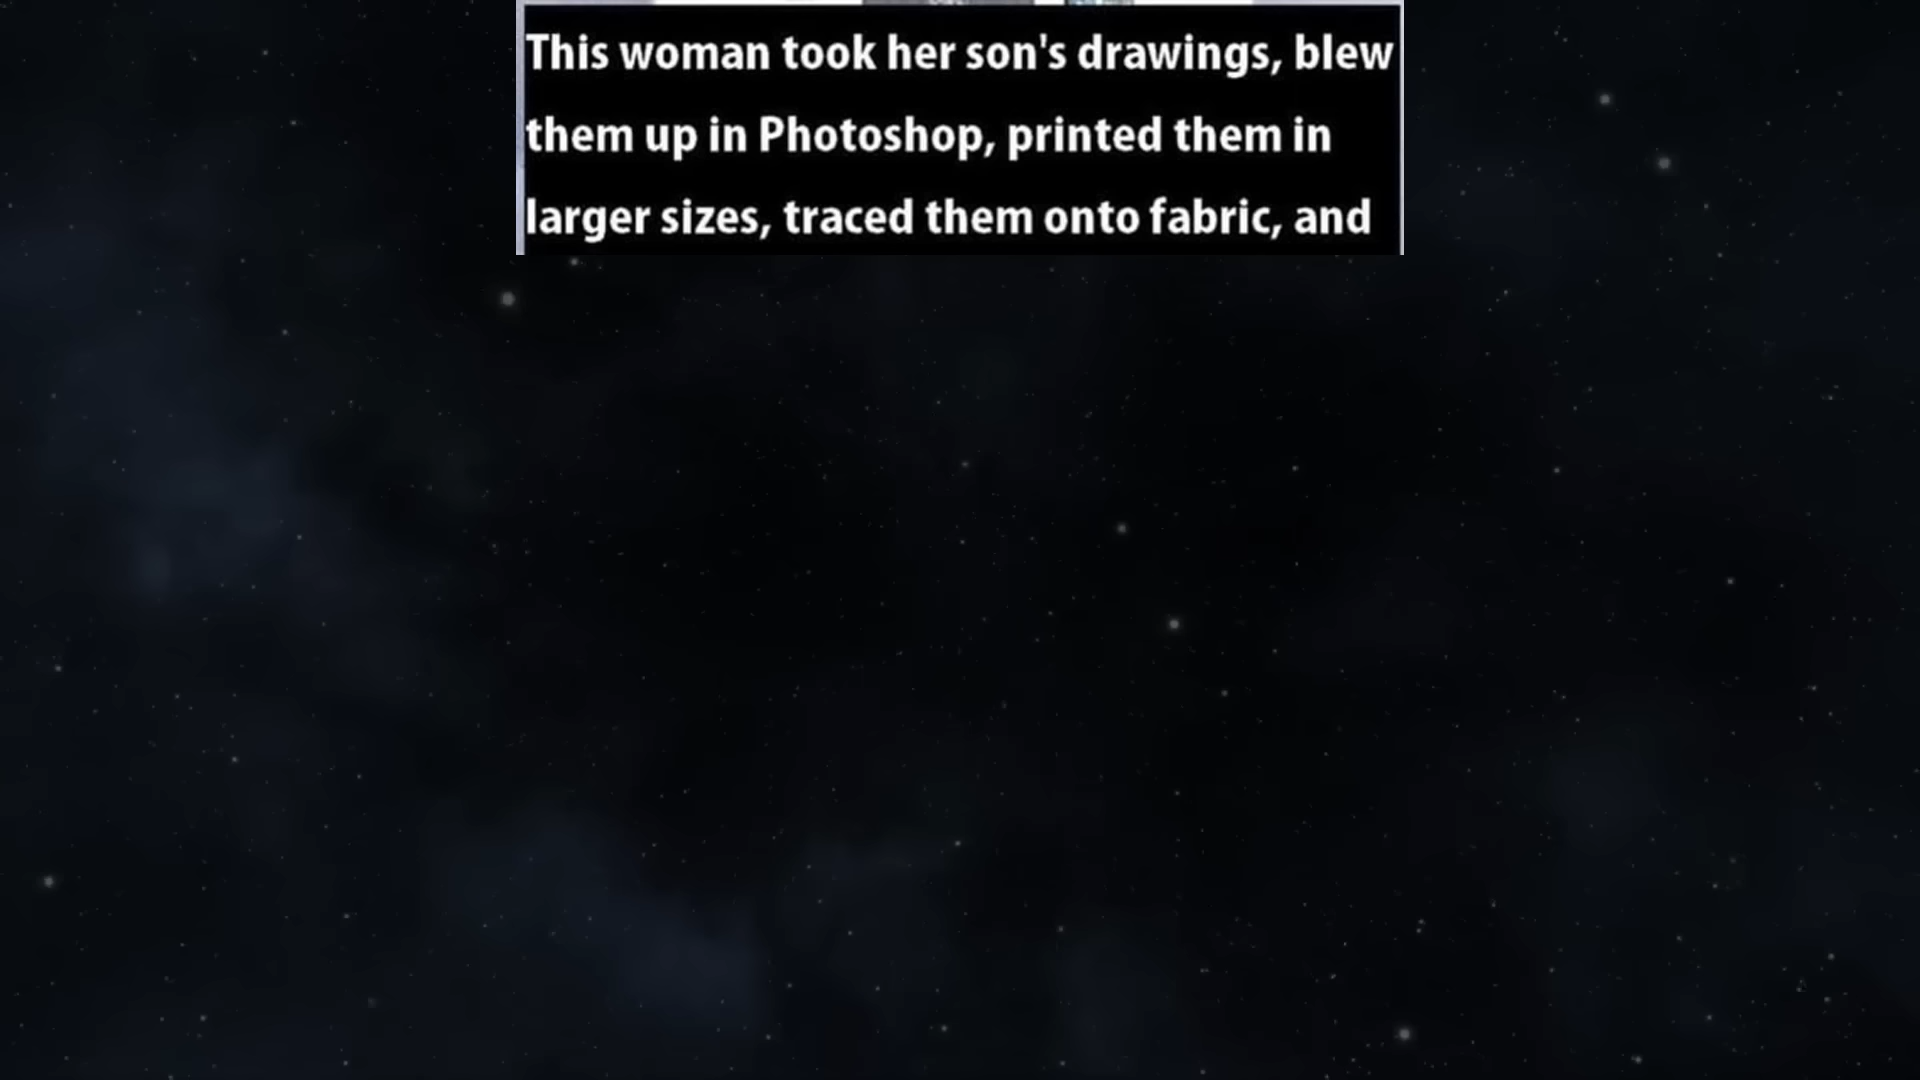 This woman took her son's drawings, blew
them up in Photoshop, printed them in
larger sizes, traced them onto fabric, and